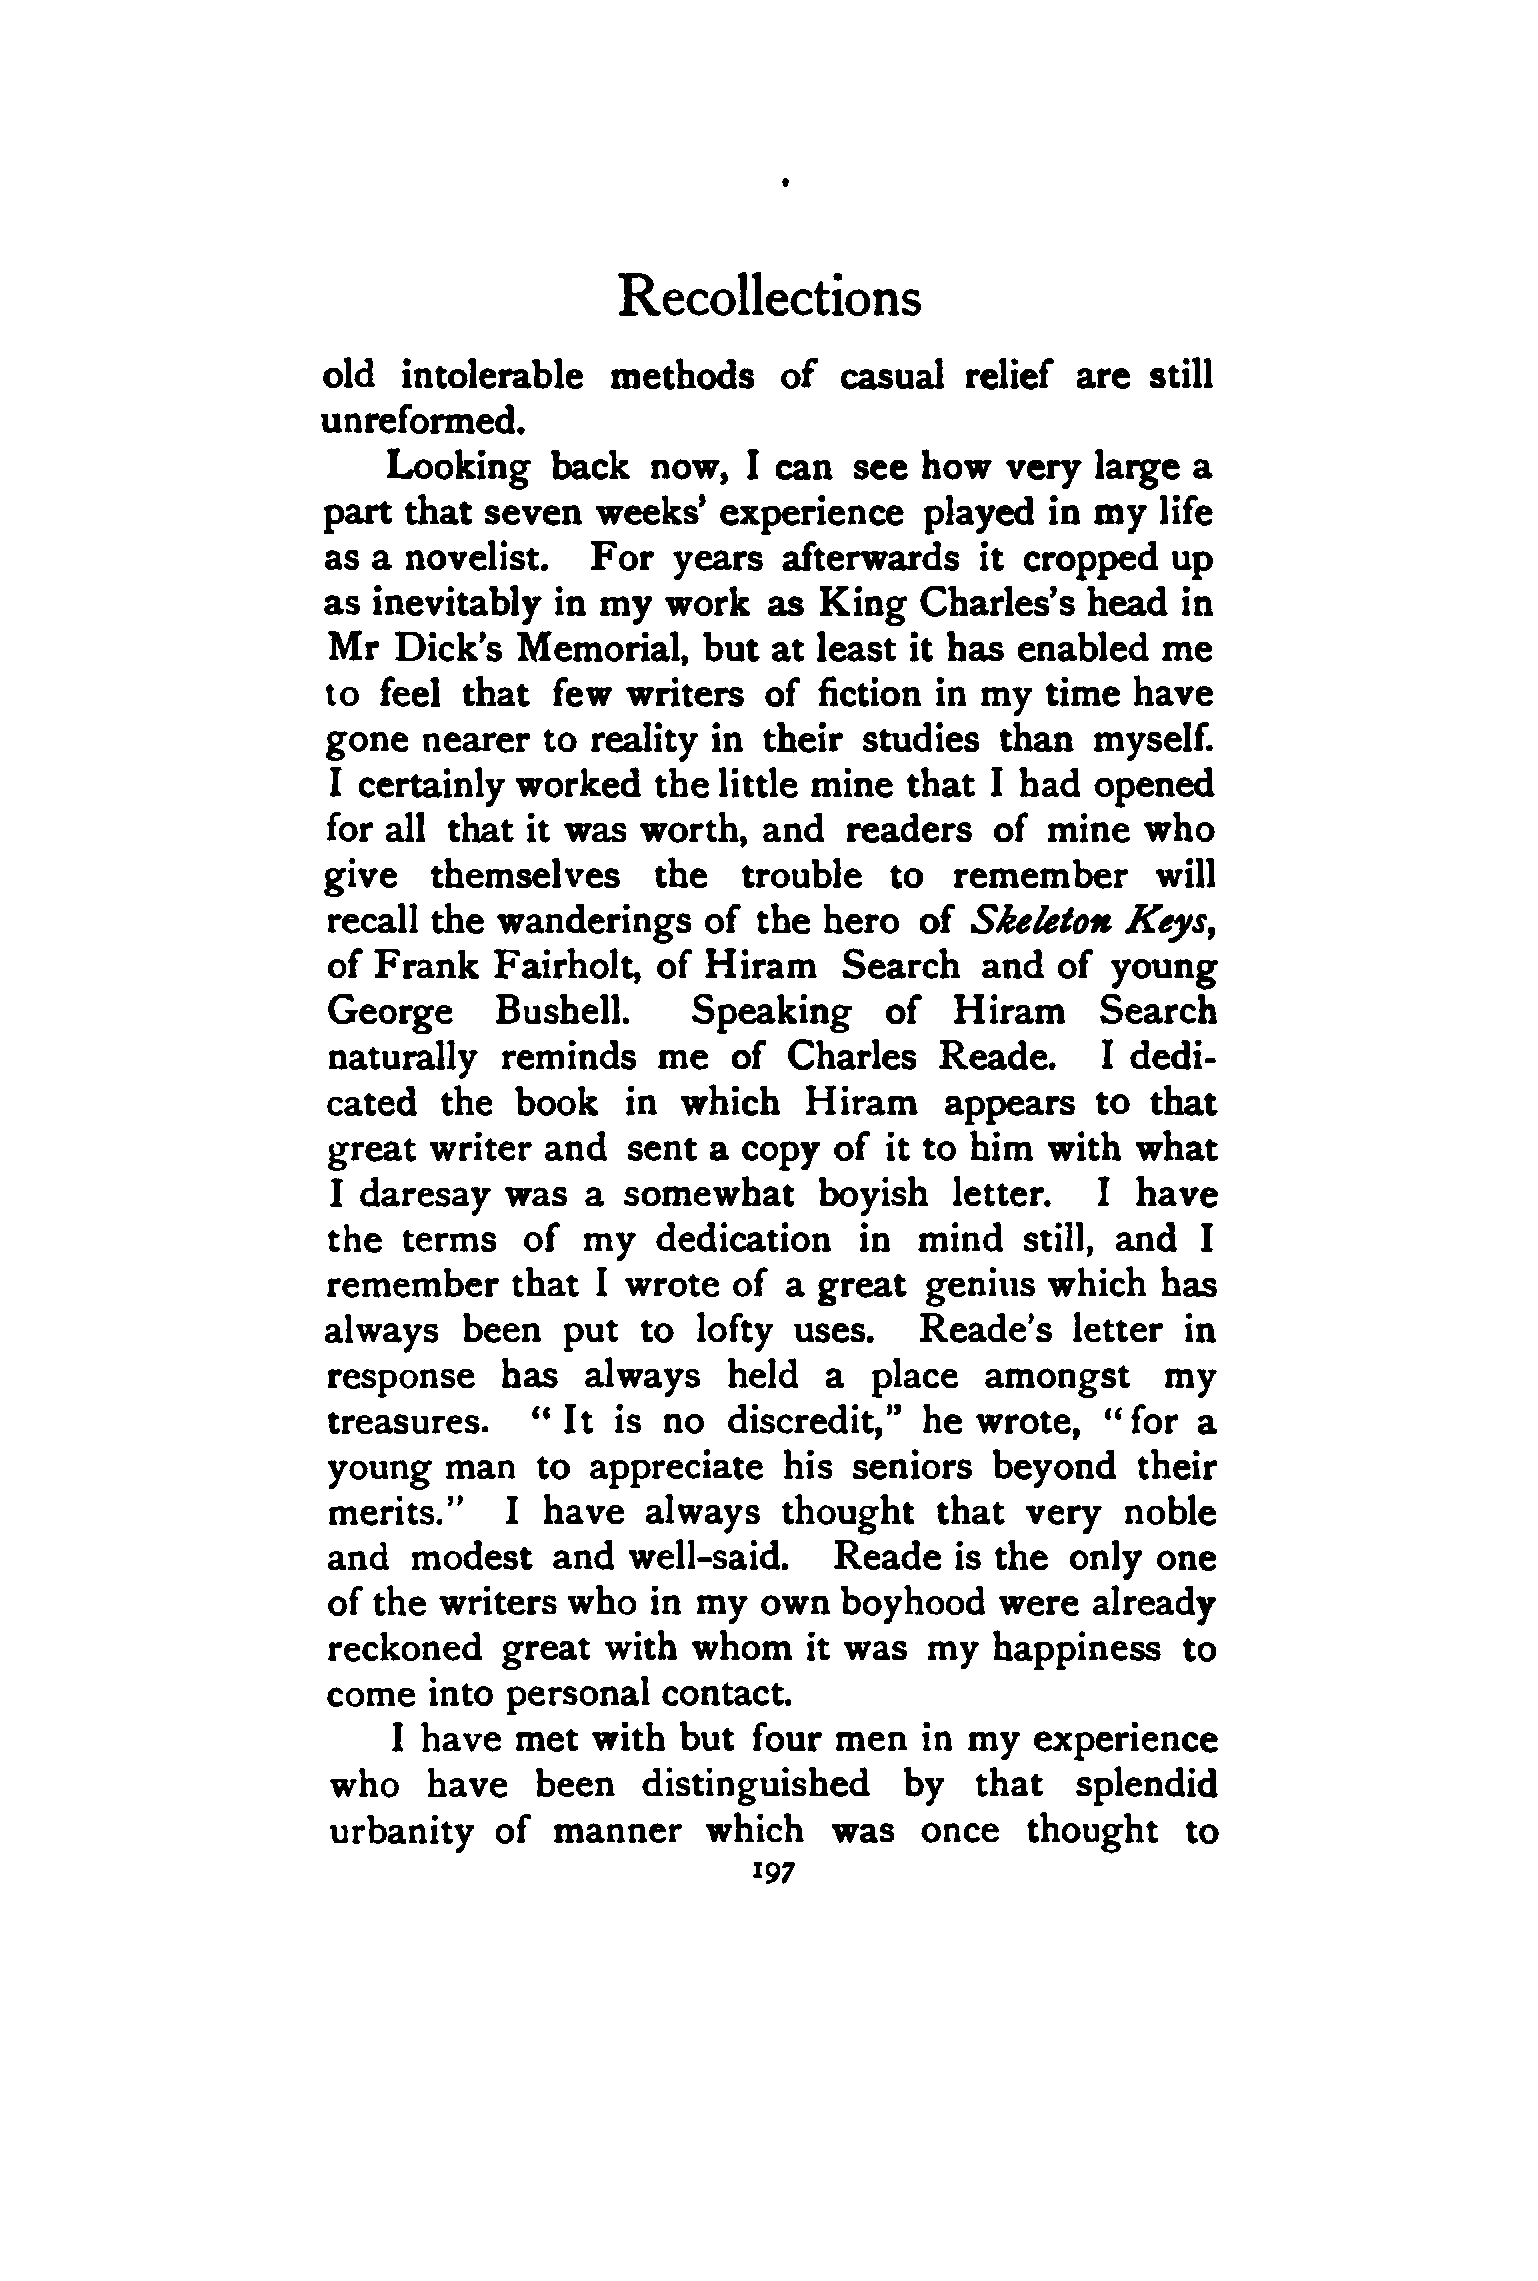 Recollections
old intolerable methods of casual relief are still
unreformed.
Looking back now, I can see how very large a
part that seven weeks' experience played in my life
as a novelist. For years afterwards it cropped up
as inevitably in my work as King Charles's head in
Mr Dick's Memorial, but at least it has enabled me
to feel that few writers of fiction in my time have
gone nearer to reality in their studies than myself.
I certainly worked the little mine that I had opened
for all that it was worth, and readers of mine who
give themselves the trouble to remember will
recall the wanderings of the hero of Skeleton Keys,
of Frank Fairholt, of Hiram Search and of young
George Bushell. Speaking of Hiram Search
naturally reminds me of Charles Reade. I dedi-
cated the book in which Hiram appears to that
great writer and sent a copy of it to him with what
I daresay was a somewhat boyish letter. I have
the terms of my dedication in mind still, and I
remember that I wrote of a great genius which has
always been put to lofty uses. Reade's letter in
response has always held a place amongst my
treasures. "It is no discredit," he wrote, "for a
young man to appreciate his seniors beyond their
merits." I have always thought that very noble
and modest and well-said. Reade is the only one
of the writers who in my own boyhood were already
reckoned great with whom it was my happiness to
come into personal contact.
I have met with but four men in my experience
who have been distinguished by that splendid
urbanity of manner which was once thought to
197